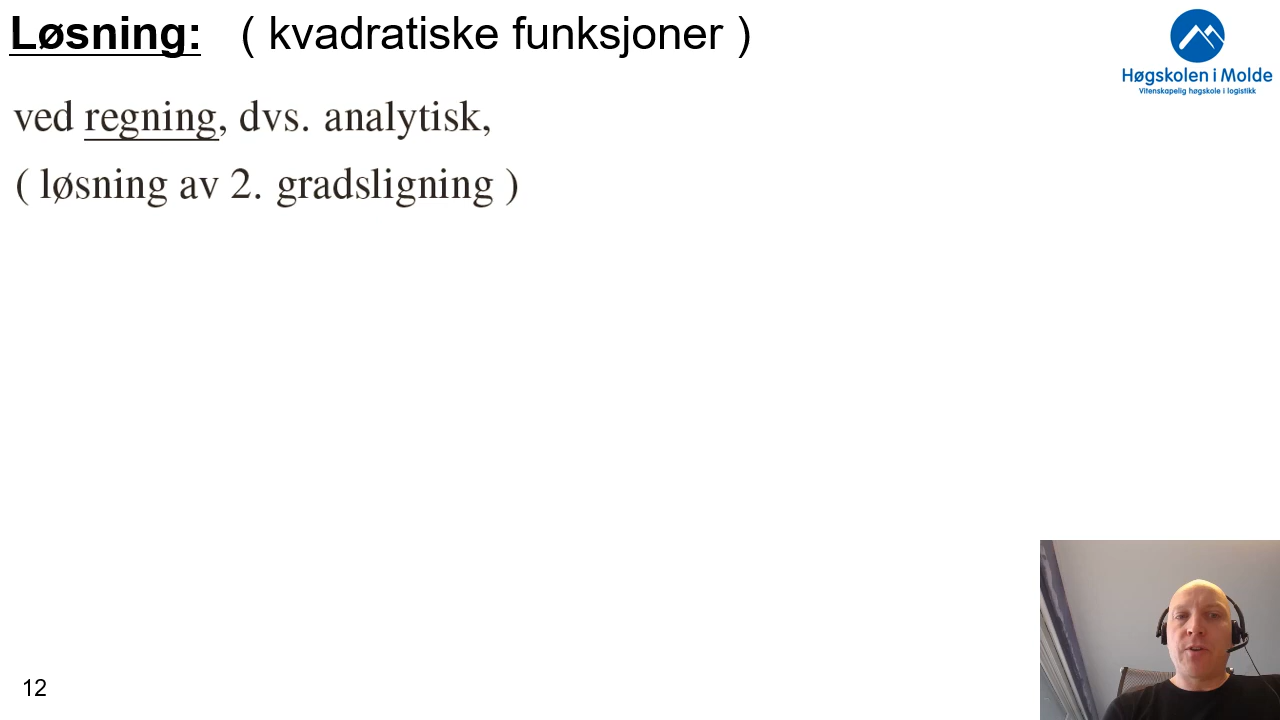 Løsning: ( kvadratiske funksjoner )
Høgskolen i Molde
Vitenskapelig høgskole i logistikk
ved regning, dvs. analytisk,
( løsning av 2. gradsligning )
12